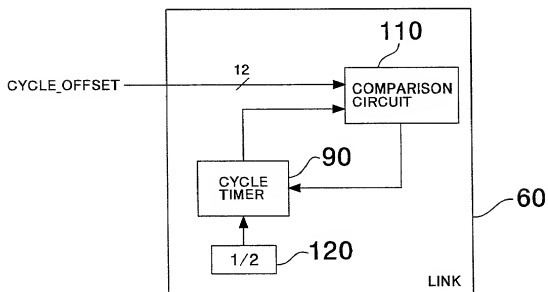 110
12
CYCLE_OFFSET
COMPARISON
CIRCUIT
90
CYCLE
TIMER
60
1/2
120
LINK